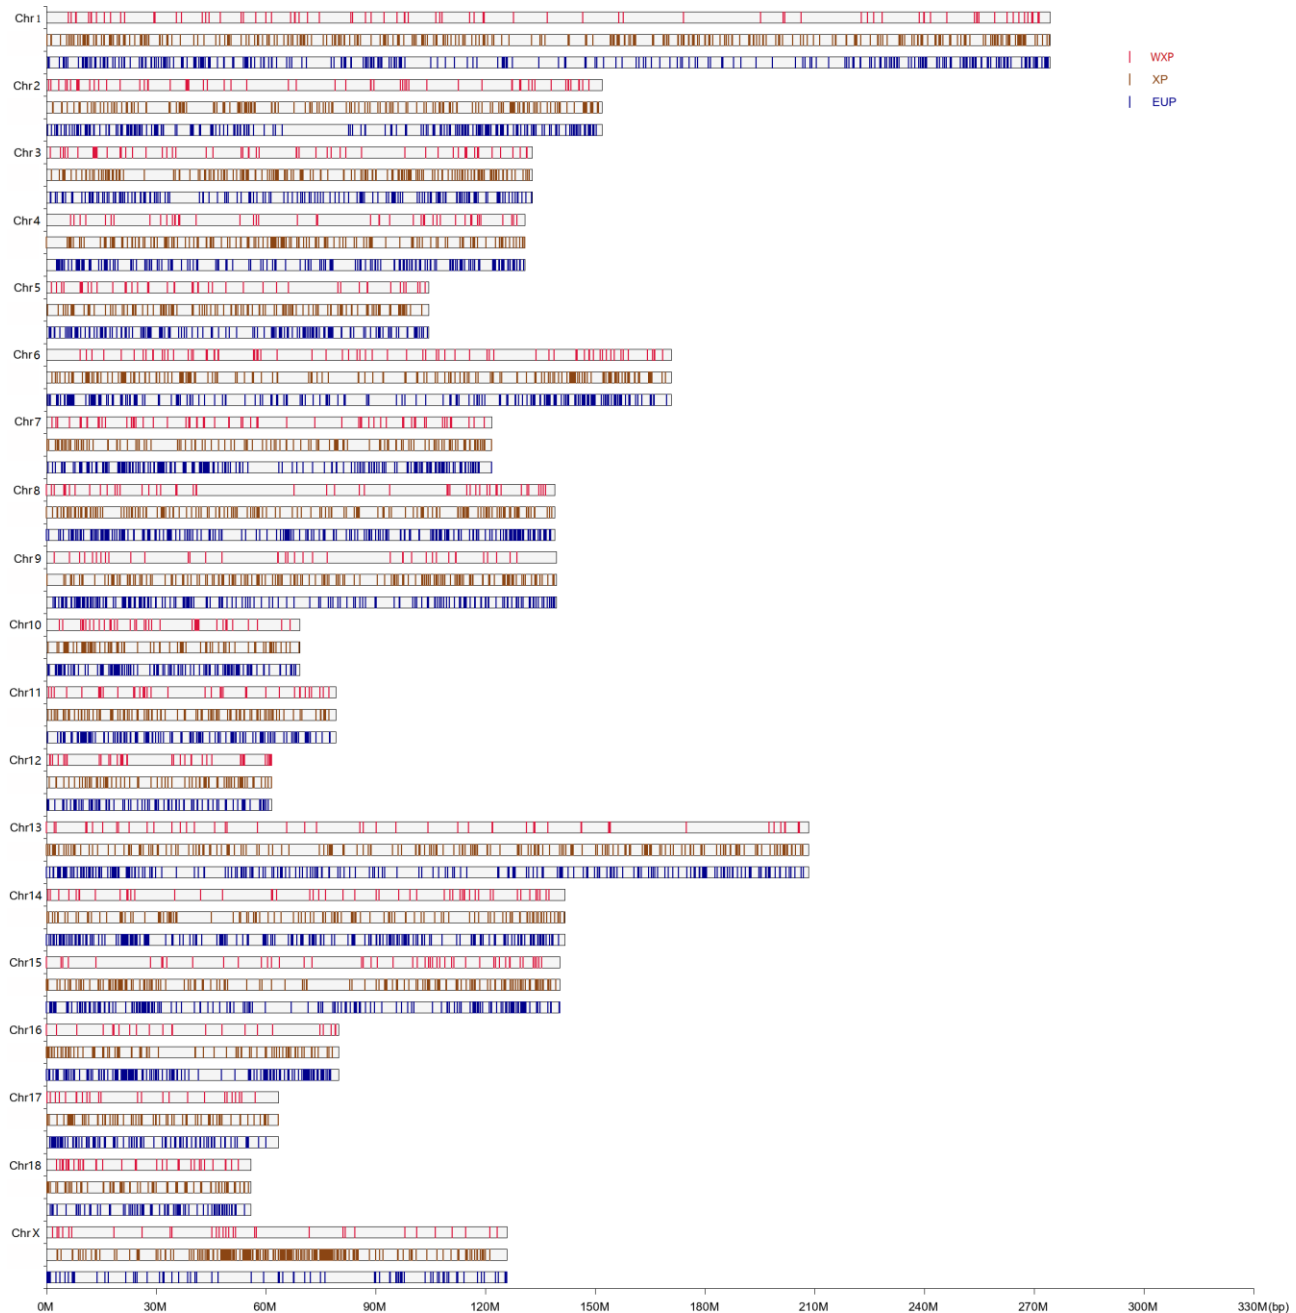 Chr1
WXP
XP
EUP
Chr2
Chr3
Chr4
Chr5
Chr6
Chr7
Chr8
Chr9
Chr10
Chr11
Chr12
Chr13
Chr14
Chr15
Chr16
Chr17
Chr18
ChrX
0M 30M 60M 90M 120M 150M 180M 210M 240M 270M 300M 330M(bp)